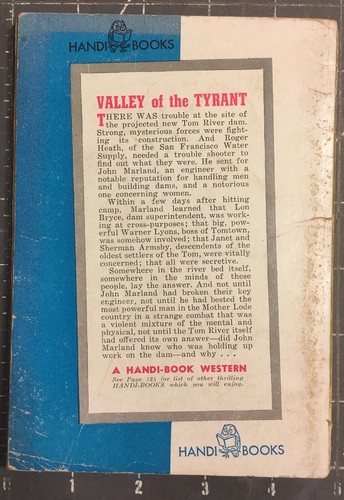 HANDI BOOKS
VALLEY of the TYRANT
THERE WAS trouble at the site of
the projected new Tom River dam.
Strong, mysterious forces were fight-
ing its construction. And Roger
Heath, of the San Francisco Water
Supply, needed a trouble shooter to
find out what they were. He sent for
John Marland, an engineer with a
notable reputation for handling men
and building dams, and a notorious
one concerning women.
Within a few days after hitting
camp, Marland learned that Lon
Bryce, dam superintendent, was work-
ing at cross-purposes; that big, pow-
erful Warner Lyons, boss of Tomtown,
was somehow involved; that Janet and
Sherman Armsby, descendents of the
oldest settlers of the Tom, were vitally
concerned; that all were secretive.
Somewhere in the river bed itself,
somewhere in the minds of these
people, lay the answer. And not until
John Marland had broken their key
engineer, not until he had bested the
most powerful man in the Mother Lode
country in a strange combat that was
a violent mixture of the mental and
physical, not until the Tom River itself
had offered its own answer—did John
Marland know who was holding up
work on the dam—and why . . .
A HANDI-BOOK WESTERN
See Page 125 for list of other thrilling
HANDI-BOOKS which you will enjoy.
HANDI BOOKS
1 2 3 4